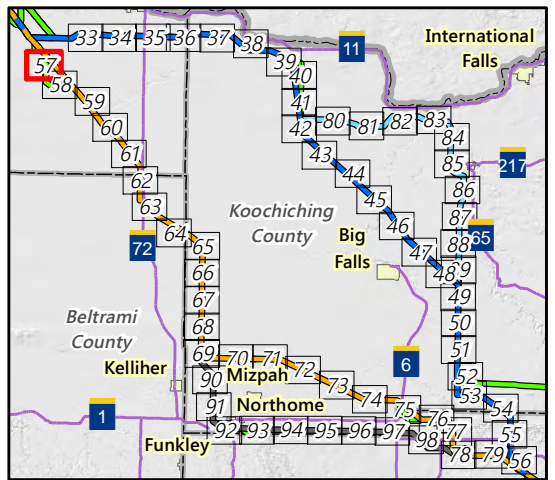 33 34 35 36 37 38 39 40 41 42
11
International
Falls
57 58 59 60 61 62 63 64 65 66 67 68 69
80 81 82 83 84 85 86 87 88 89
217
43 44 45 46 47 48 49 50 51 52 53 54 55 56
Koochiching
County
72
Big
Falls
65
Beltrami
County
6
70 71 72 73 74 75 76 77 78 79
Kelliher
Mizpah
90 91
Northome
1
92 93 94 95 96 97 98
Funkley